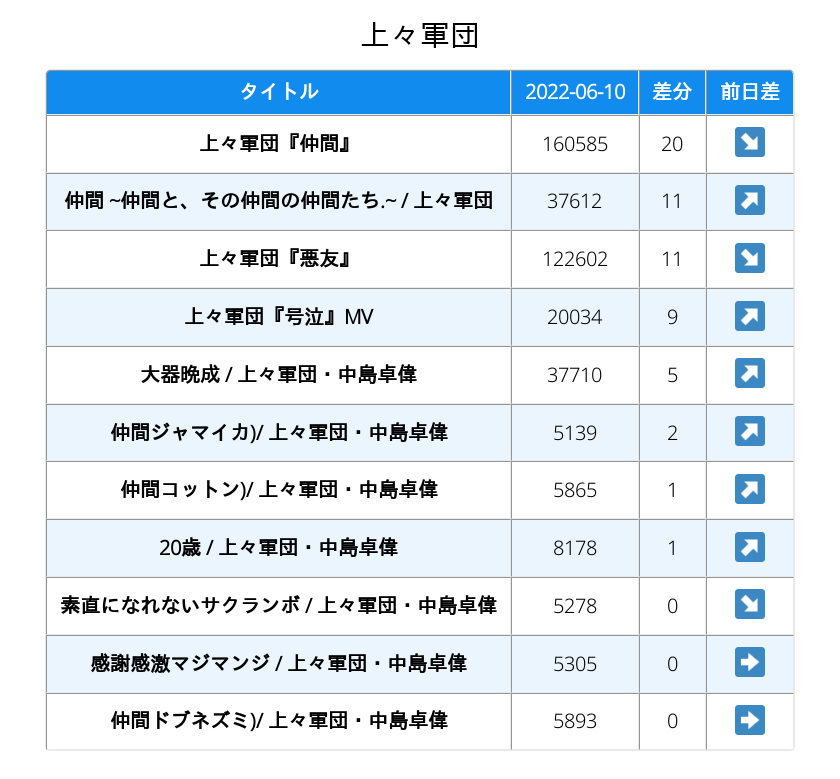 上々軍団
タイトル 2022-06-10 差分 前日差
上々軍団『仲間』 160585 20 ↘
仲間 ~仲間と、その仲間の仲間たち.~ / 上々軍団 37612 11 ↗
上々軍団『悪友』 122602 11 ↘
上々軍団『号泣』MV 20034 9 ↗
大器晩成 / 上々軍団・中島卓偉 37710 5 ↗
仲間ジャマイカ)/ 上々軍団・中島卓偉 5139 2 ↗
仲間コットン)/ 上々軍団・中島卓偉 5865 1 ↗
20歳 / 上々軍団・中島卓偉 8178 1 ↗
素直になれないサクランボ / 上々軍団・中島卓偉 5278 0 ↘
感謝感激マジマンジ / 上々軍団・中島卓偉 5305 0 ➡
仲間ドブネズミ)/ 上々軍団・中島卓偉 5893 0 ➡